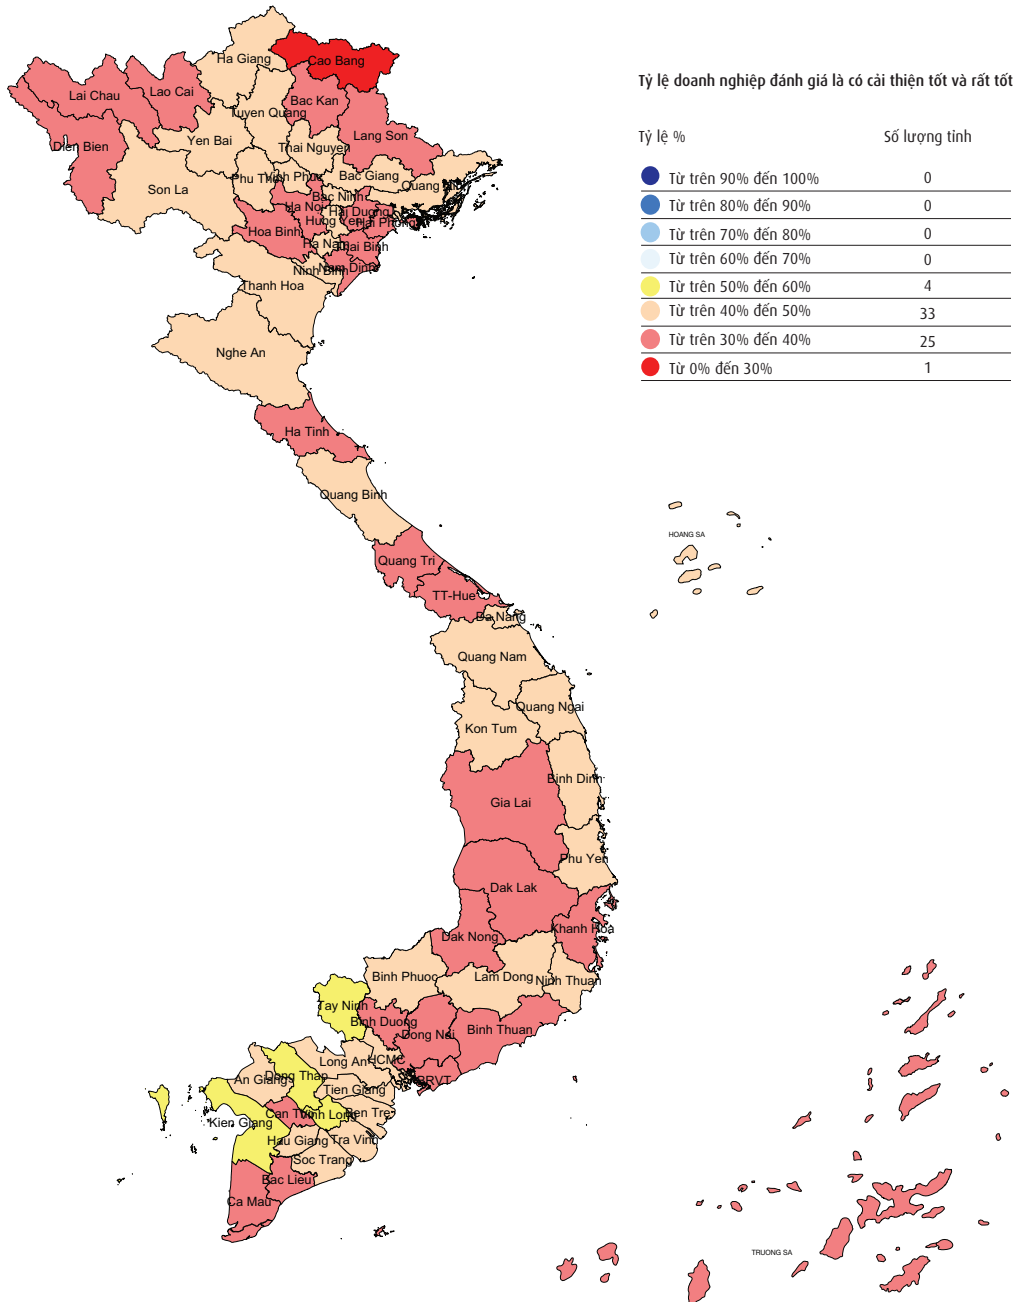 Tỷ lệ doanh nghiệp đánh giá là có cải thiện tốt và rất tốt
Tỷ lệ % Số lượng tỉnh
Từ trên 90% đến 100% 0
Từ trên 80% đến 90% 0
Từ trên 70% đến 80% 0
Từ trên 60% đến 70% 0
Từ trên 50% đến 60% 4
Từ trên 40% đến 50% 33
Từ trên 30% đến 40% 25
Từ 0% đến 30% 1
Ha Giang
Cao Bang
Lai Chau
Lao Cai
Bac Kan
Tuyen Quang
Lang Son
Dien Bien
Yen Bai
Thai Nguyen
Phu Tho
Vinh Phuc
Bac Giang
Son La
Quang Ninh
Bac Ninh
Ha Noi
Hai Duong
Hung Yen
Hai Phong
Hoa Binh
Ha Nam
Thai Binh
Nam Dinh
Ninh Binh
Thanh Hoa
Nghe An
Ha Tinh
Quang Binh
HOANG SA
Quang Tri
TT-Hue
Da Nang
Quang Nam
Quang Ngai
Kon Tum
Binh Dinh
Gia Lai
Phu Yen
Dak Lak
Khanh Hoa
Dak Nong
Binh Phuoc
Lam Dong
Ninh Thuan
Tay Ninh
Binh Duong
Dong Nai
Binh Thuan
Long An
HCMC
BRVT
An Giang
Dong Thap
Tien Giang
Ben Tre
Kien Giang
Can Tho
Vinh Long
Hau Giang
Tra Vinh
Soc Trang
Bac Lieu
Ca Mau
TRUONG SA